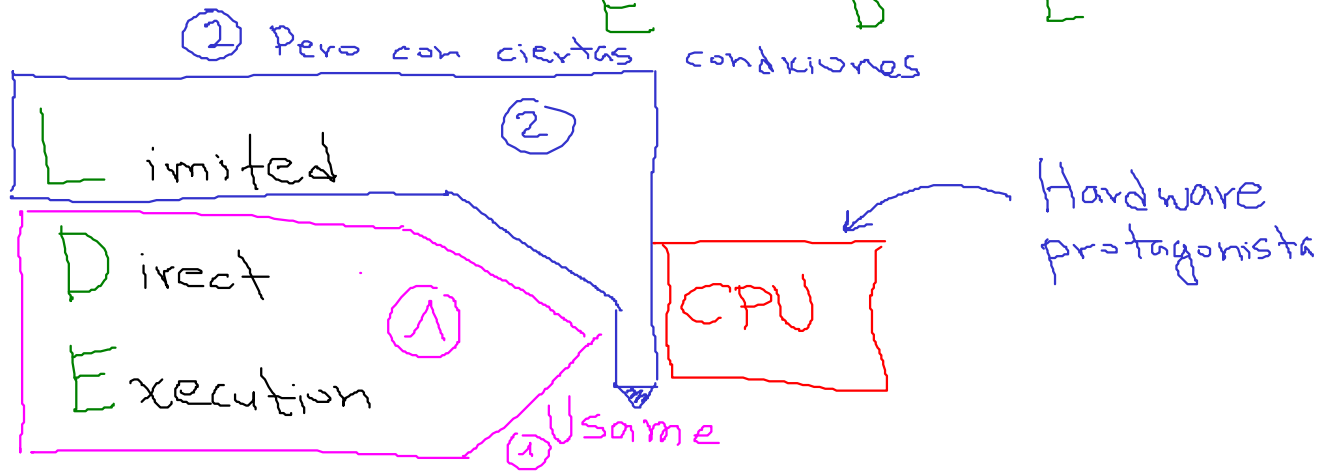 E D L
② Pero con ciertas condiciones
②
Limited
Hardware
protagonista
Direct
①
CPU
Execution
① Usame